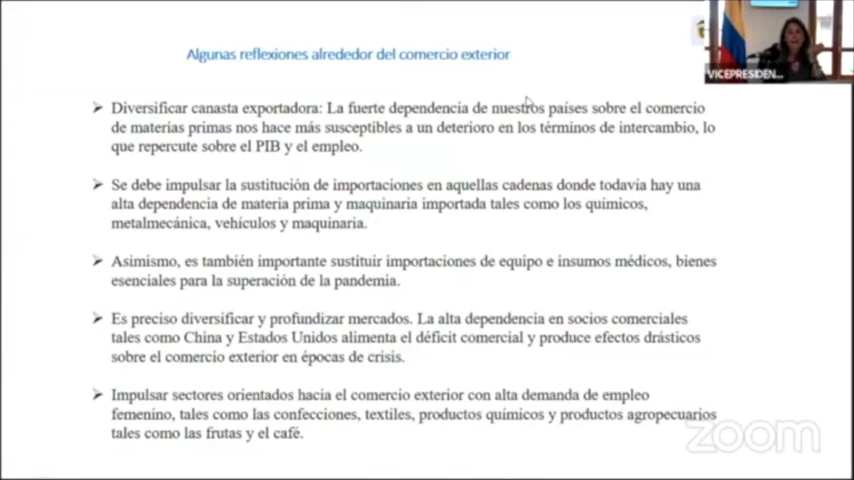 Algunas reflexiones alrededor del comercio exterior
VICEPRESIDEN...
➢ Diversificar canasta exportadora: La fuerte dependencia de nuestros países sobre el comercio
de materias primas nos hace más susceptibles a un deterioro en los términos de intercambio, lo
que repercute sobre el PIB y el empleo.
➢ Se debe impulsar la sustitución de importaciones en aquellas cadenas donde todavía hay una
alta dependencia de materia prima y maquinaria importada tales como los químicos,
metalmecánica, vehículos y maquinaria.
➢ Asimismo, es también importante sustituir importaciones de equipo e insumos médicos, bienes
esenciales para la superación de la pandemia.
➢ Es preciso diversificar y profundizar mercados. La alta dependencia en socios comerciales
tales como China y Estados Unidos alimenta el déficit comercial y produce efectos drásticos
sobre el comercio exterior en épocas de crisis.
➢ Impulsar sectores orientados hacia el comercio exterior con alta demanda de empleo
femenino, tales como las confecciones, textiles, productos químicos y productos agropecuarios
tales como las frutas y el café.
zoom